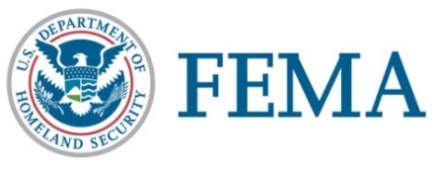 U.S. DEPARTMENT OF
HOMELAND SECURITY
FEMA